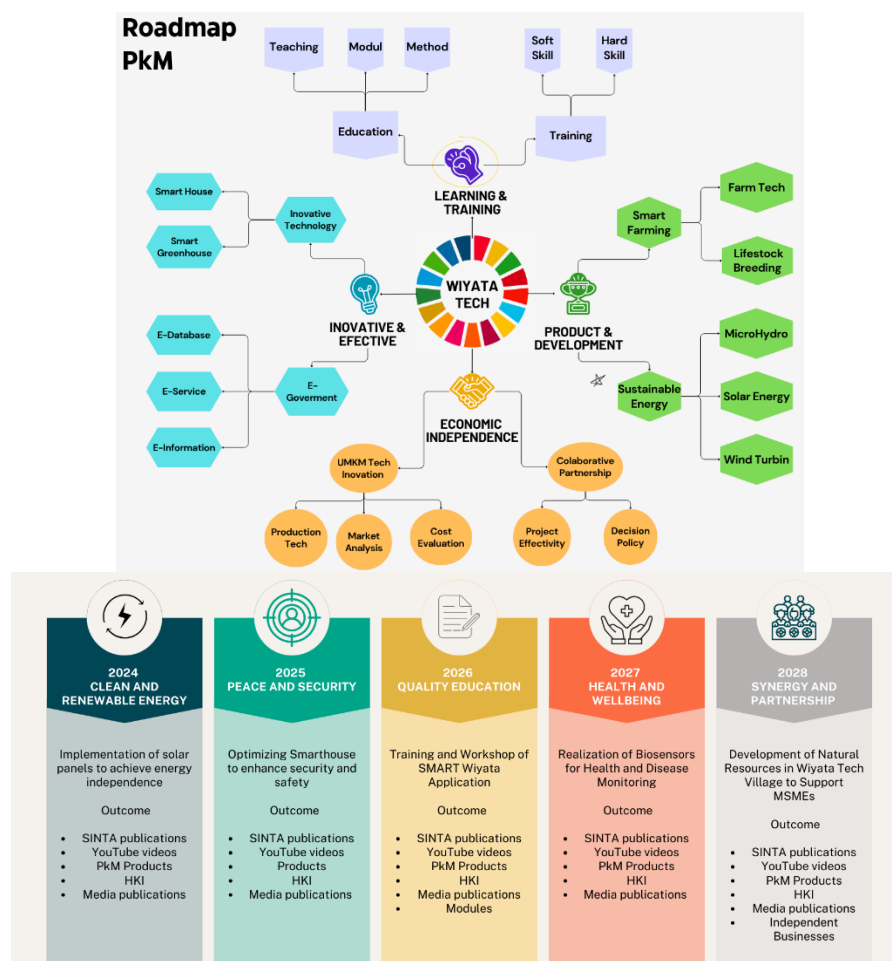 Roadmap
PkM
Teaching
Modul
Method
Soft
Skill
Hard
Skill
Education
Training
LEARNING &
TRAINING
Smart House
Smart
Greenhouse
Inovative
Technology
Smart
Farming
Farm Tech
Lifestock
Breeding
WIYATA
TECH
INOVATIVE &
EFECTIVE
PRODUCT &
DEVELOPMENT
E-Database
E-Service
E-Information
E-
Goverment
Sustainable
Energy
MicroHydro
Solar Energy
Wind Turbin
ECONOMIC
INDEPENDENCE
UMKM Tech
Inovation
Colaborative
Partnership
Production
Tech
Market
Analysis
Cost
Evaluation
Project
Effectivity
Decision
Policy
2024
CLEAN AND
RENEWABLE ENERGY
Implementation of solar
panels to achieve energy
independence
Outcome
• SINTA publications
• YouTube videos
• PkM Products
• HKI
• Media publications
2025
PEACE AND SECURITY
Optimizing Smarthouse
to enhance security and
safety
Outcome
• SINTA publications
• YouTube videos
• Products
• HKI
• Media publications
2026
QUALITY EDUCATION
Training and Workshop of
SMART Wiyata
Application
Outcome
• SINTA publications
• YouTube videos
• PkM Products
• HKI
• Media publications
• Modules
2027
HEALTH AND
WELLBEING
Realization of Biosensors
for Health and Disease
Monitoring
Outcome
• SINTA publications
• YouTube videos
• PkM Products
• HKI
• Media publications
2028
SYNERGY AND
PARTNERSHIP
Development of Natural
Resources in Wiyata Tech
Village to Support
MSMEs
Outcome
• SINTA publications
• YouTube videos
• PkM Products
• HKI
• Media publications
• Independent
Businesses